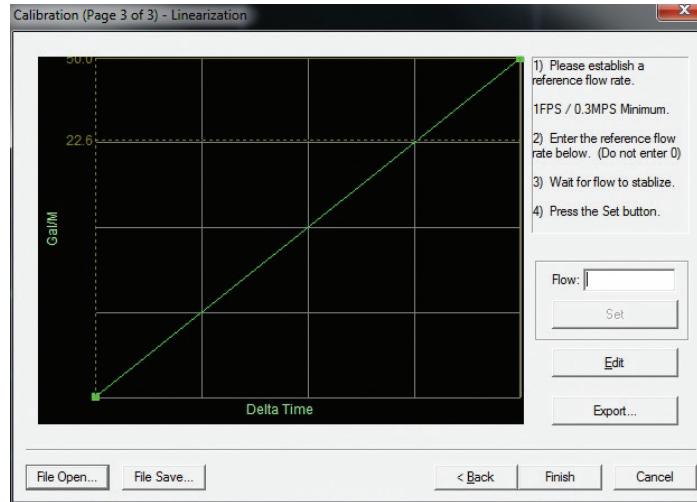 Calibration (Page 3 of 3) - Linearization
50.0
22.6
Gal/M
Delta Time
1) Please establish a
reference flow rate.
1FPS / 0.3MPS Minimum.
2) Enter the reference flow
rate below. (Do not enter 0)
3) Wait for flow to stablize.
4) Press the Set button.
Flow:
Set
Edit
Export...
File Open...
File Save...
< Back
Finish
Cancel